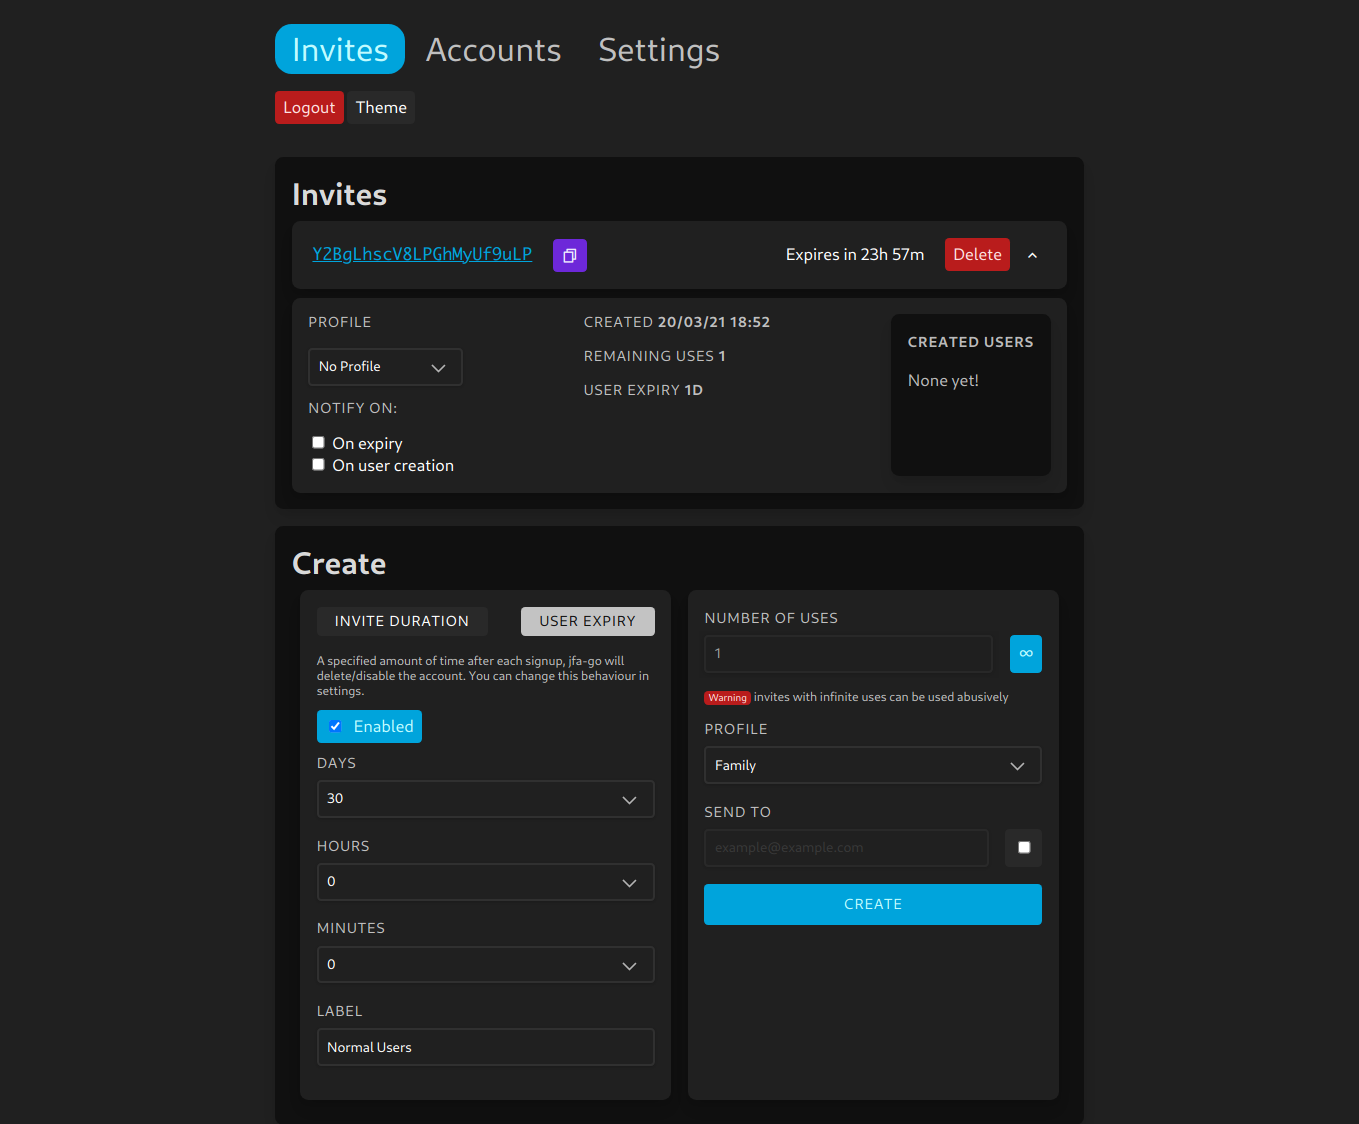 Invites Accounts Settings
Logout Theme
Invites
Y2BgLhscV8LPGhMyUf9uLP Expires in 23h 57m Delete
PROFILE
No Profile
NOTIFY ON:
On expiry
On user creation
CREATED 20/03/21 18:52
REMAINING USES 1
USER EXPIRY 1D
CREATED USERS
None yet!
Create
INVITE DURATION USER EXPIRY
A specified amount of time after each signup, jfa-go will
delete/disable the account. You can change this behaviour in
settings.
Enabled
DAYS
30
HOURS
0
MINUTES
0
LABEL
Normal Users
NUMBER OF USES
1 ∞
Warning invites with infinite uses can be used abusively
PROFILE
Family
SEND TO
example@example.com
CREATE